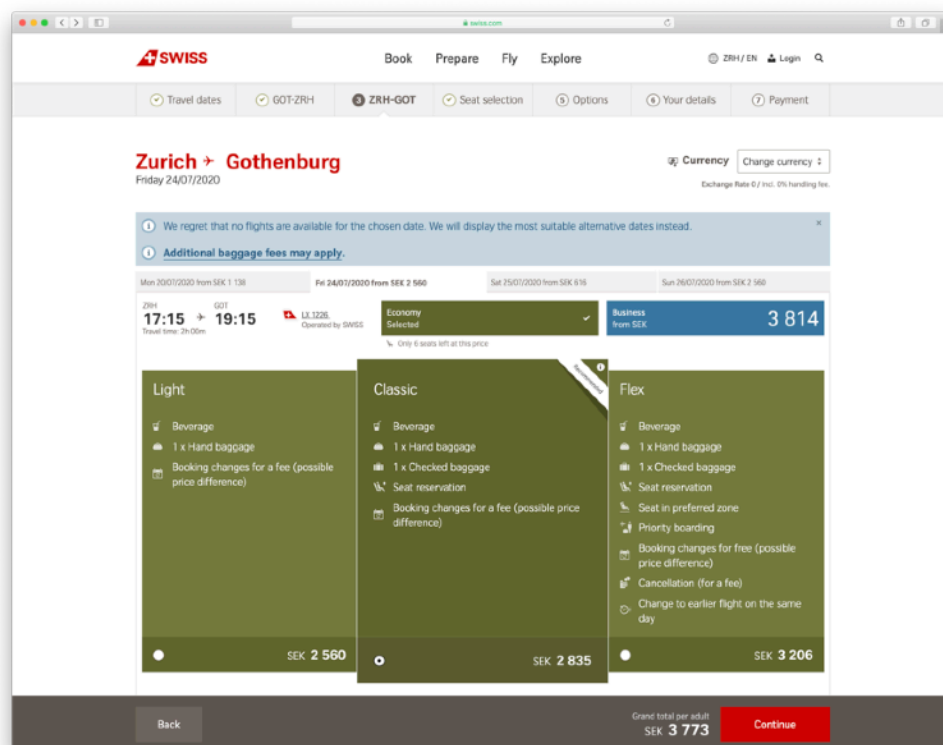 swiss.com
SWISS
Book Prepare Fly Explore
ZRH / EN Login
Travel dates GOT-ZRH 3 ZRH-GOT Seat selection 5 Options 6 Your details 7 Payment
Zurich Gothenburg
Friday 24/07/2020
Currency Change currency
Exchange Rate 0 / Incl. 0% handling fee.
We regret that no flights are available for the chosen date. We will display the most suitable alternative dates instead.
Additional baggage fees may apply.
Mon 20/07/2020 from SEK 1 138 Fri 24/07/2020 from SEK 2 560 Sat 25/07/2020 from SEK 616 Sun 26/07/2020 from SEK 2 560
ZRH GOT
17:15 19:15
Travel time: 2h 00m
LX 1226
Operated by SWISS
Economy
Selected
Business
from SEK 3 814
Only 6 seats left at this price
Light
Beverage
1 x Hand baggage
Booking changes for a fee (possible
price difference)
SEK 2 560
Classic
Recommended
Beverage
1 x Hand baggage
1 x Checked baggage
Seat reservation
Booking changes for a fee (possible price
difference)
SEK 2 835
Flex
Beverage
1 x Hand baggage
1 x Checked baggage
Seat reservation
Seat in preferred zone
Priority boarding
Booking changes for free (possible
price difference)
Cancellation (for a fee)
Change to earlier flight on the same
day
SEK 3 206
Back
Grand total per adult
SEK 3 773
Continue